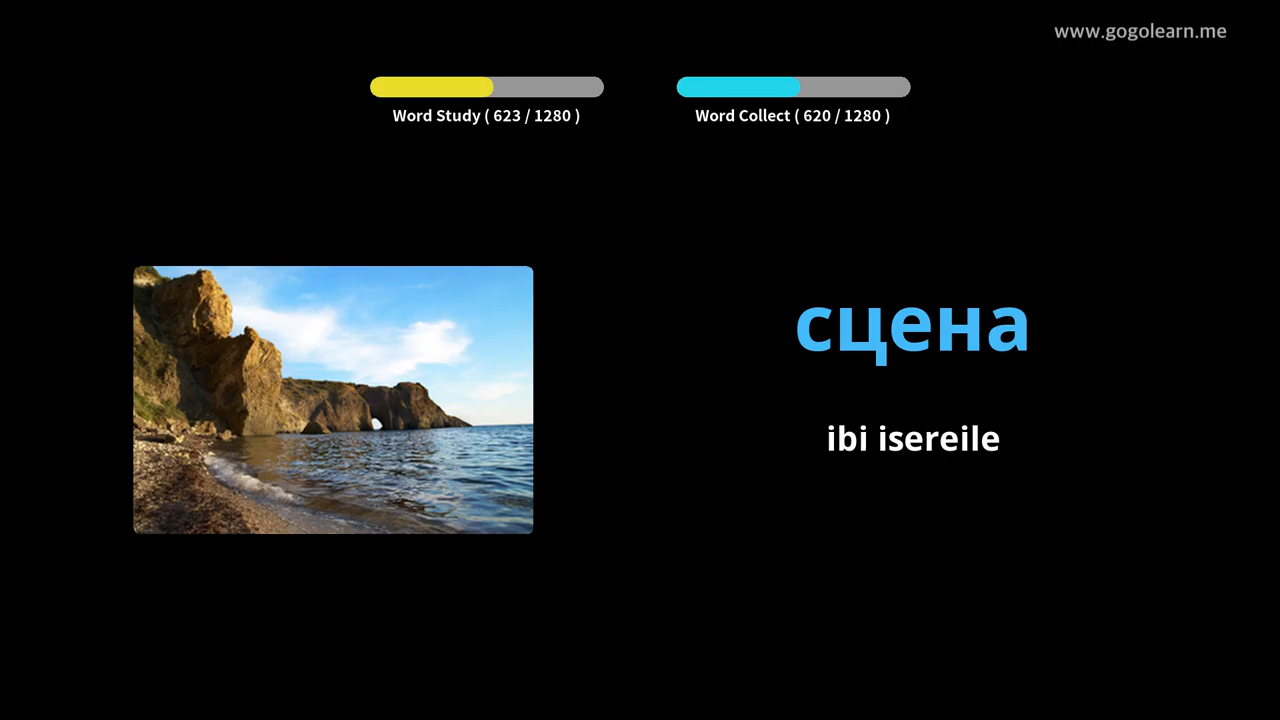 www.gogolearn.me
Word Study ( 623 / 1280 )
Word Collect ( 620 / 1280 )
сцена
ibi isereile